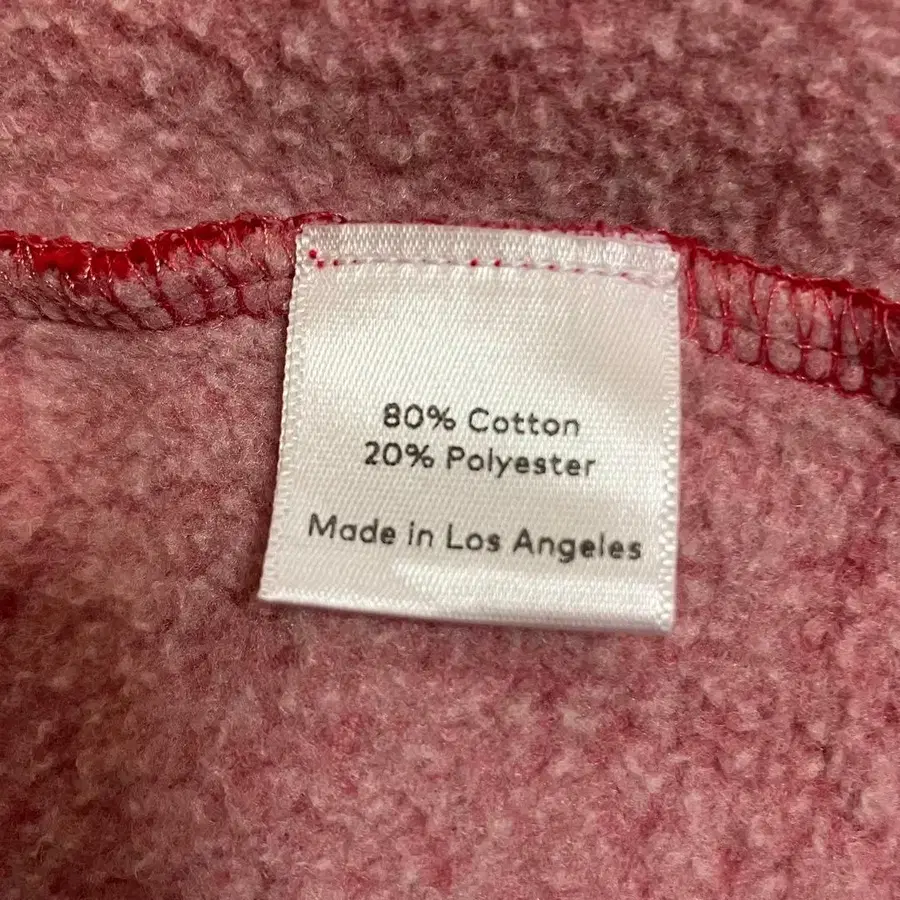 80% Cotton
20% Polyester
Made in Los Angeles